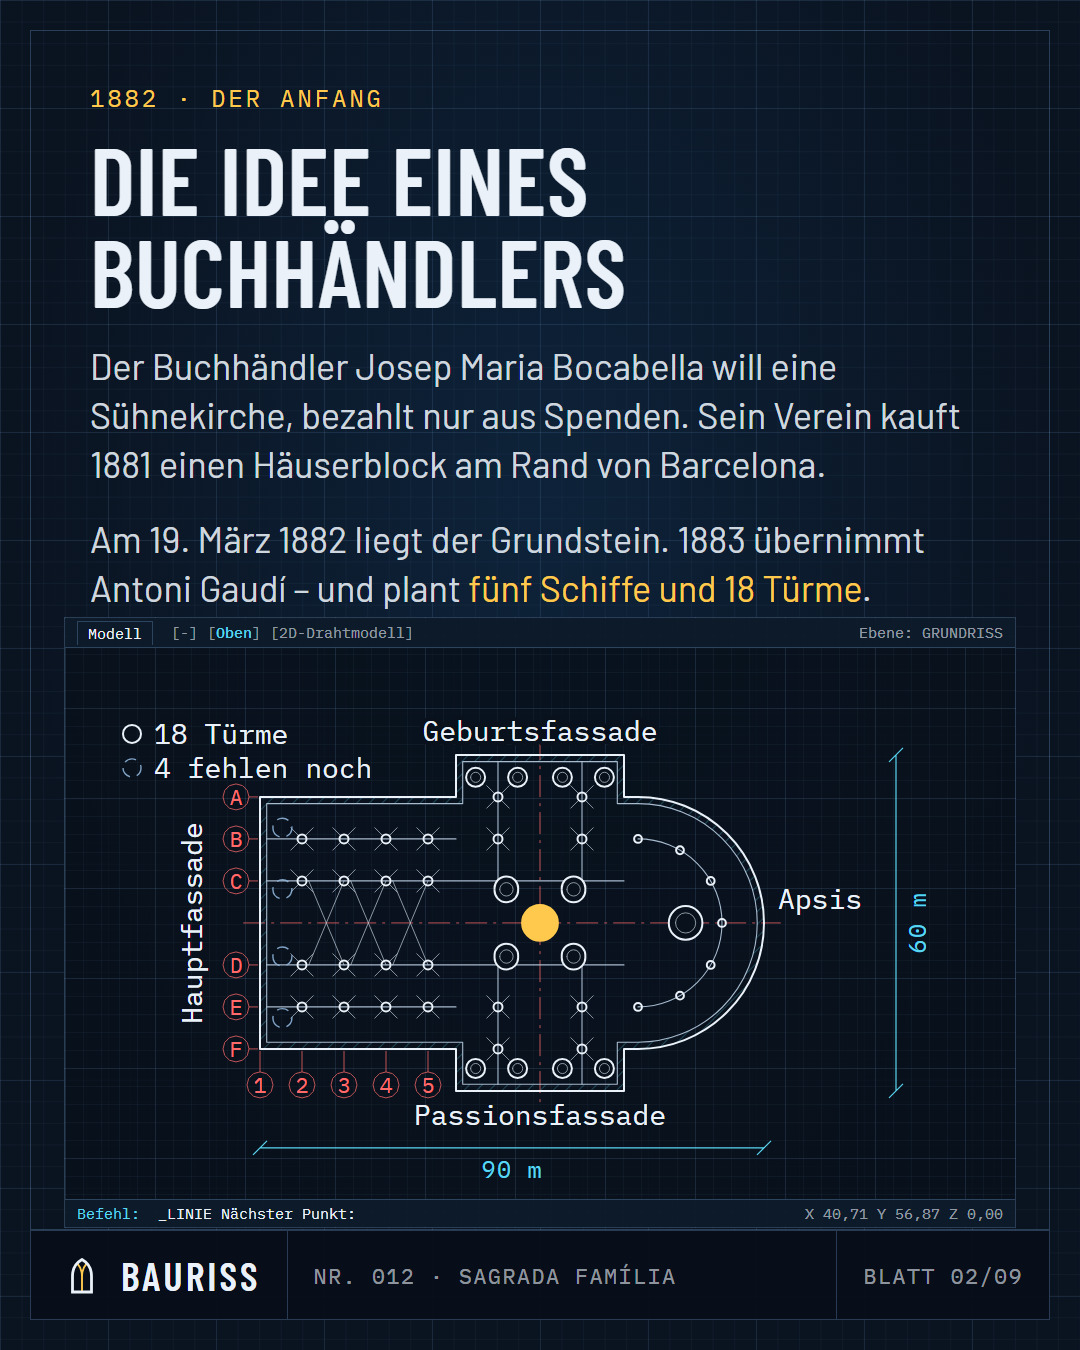 1882 · DER ANFANG
DIE IDEE EINES
BUCHHÄNDLERS
Der Buchhändler Josep Maria Bocabella will eine
Sühnekirche, bezahlt nur aus Spenden. Sein Verein kauft
1881 einen Häuserblock am Rand von Barcelona.
Am 19. März 1882 liegt der Grundstein. 1883 übernimmt
Antoni Gaudí – und plant fünf Schiffe und 18 Türme.
Modell [-] [Oben] [2D-Drahtmodell] Ebene: GRUNDRISS
18 Türme
4 fehlen noch
Geburtsfassade
A
B
C
D
E
F
Hauptfassade
Apsis
60 m
1 2 3 4 5
Passionsfassade
90 m
Befehl: _LINIE Nächster Punkt: X 40,71 Y 56,87 Z 0,00
BAURISS NR. 012 · SAGRADA FAMÍLIA BLATT 02/09